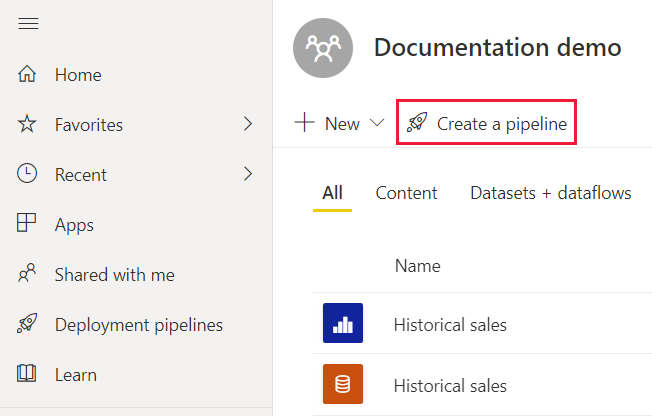 Home
Favorites
Recent
Apps
Shared with me
Deployment pipelines
Learn
Documentation demo
New
Create a pipeline
All Content Datasets + dataflows
Name
Historical sales
Historical sales